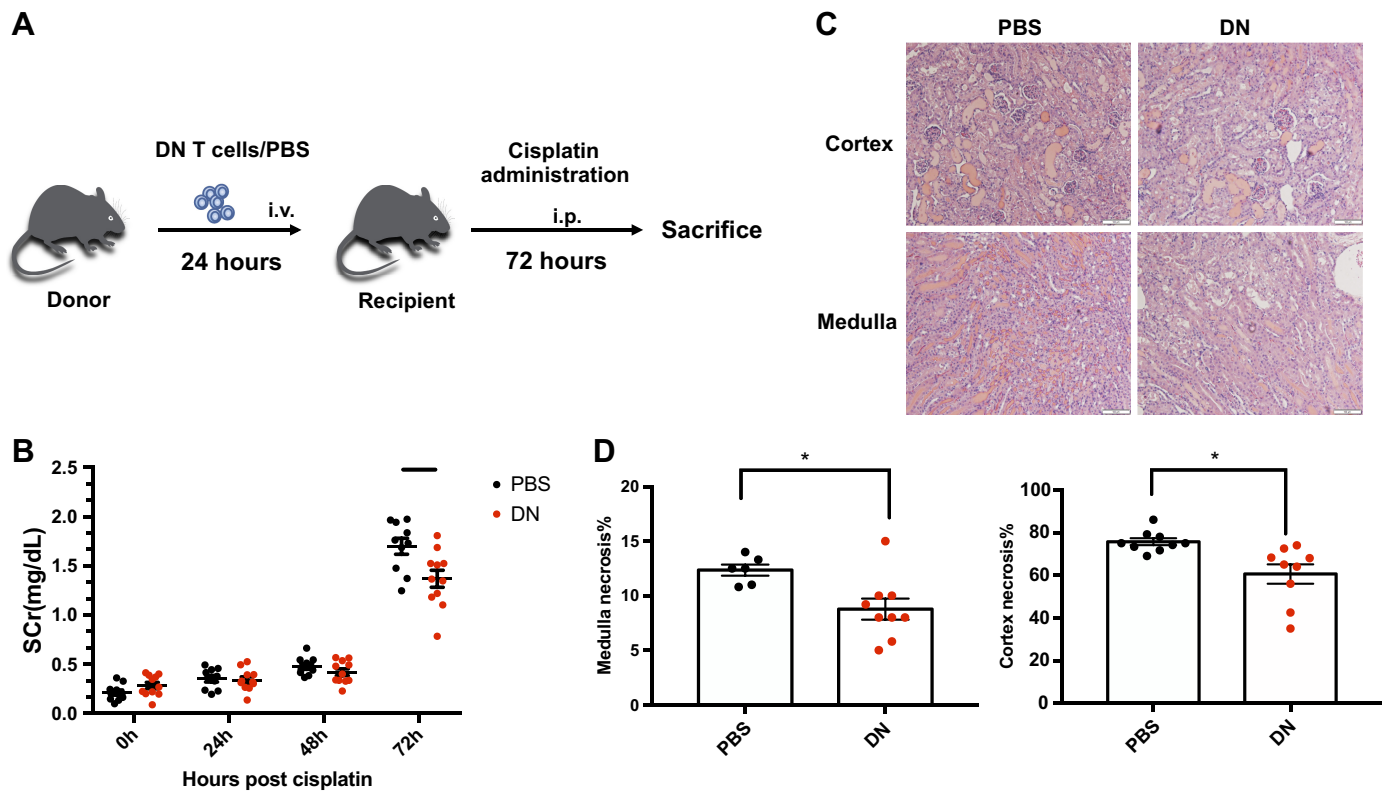 A
DN T cells/PBS
i.v.
24 hours
Donor
Recipient
Cisplatin
administration
i.p.
72 hours
Sacrifice
C
PBS
DN
Cortex
Medulla
B
SCr(mg/dL)
2.5
2.0
1.5
1.0
0.5
0.0
0h
24h
48h
72h
Hours post cisplatin
PBS
DN
D
Medulla necrosis%
20
15
10
5
0
*
PBS
DN
Cortex necrosis%
100
80
60
40
20
0
*
PBS
DN